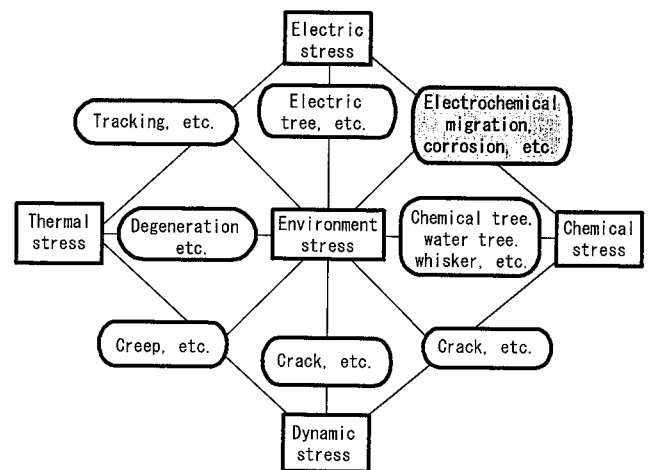 Electric
stress
Tracking, etc.
Electric
tree, etc.
Electrochemical
migration,
corrosion, etc.
Thermal
stress
Degeneration
etc.
Environment
stress
Chemical tree.
water tree.
whisker, etc.
Chemical
stress
Creep, etc.
Crack, etc.
Crack, etc.
Dynamic
stress